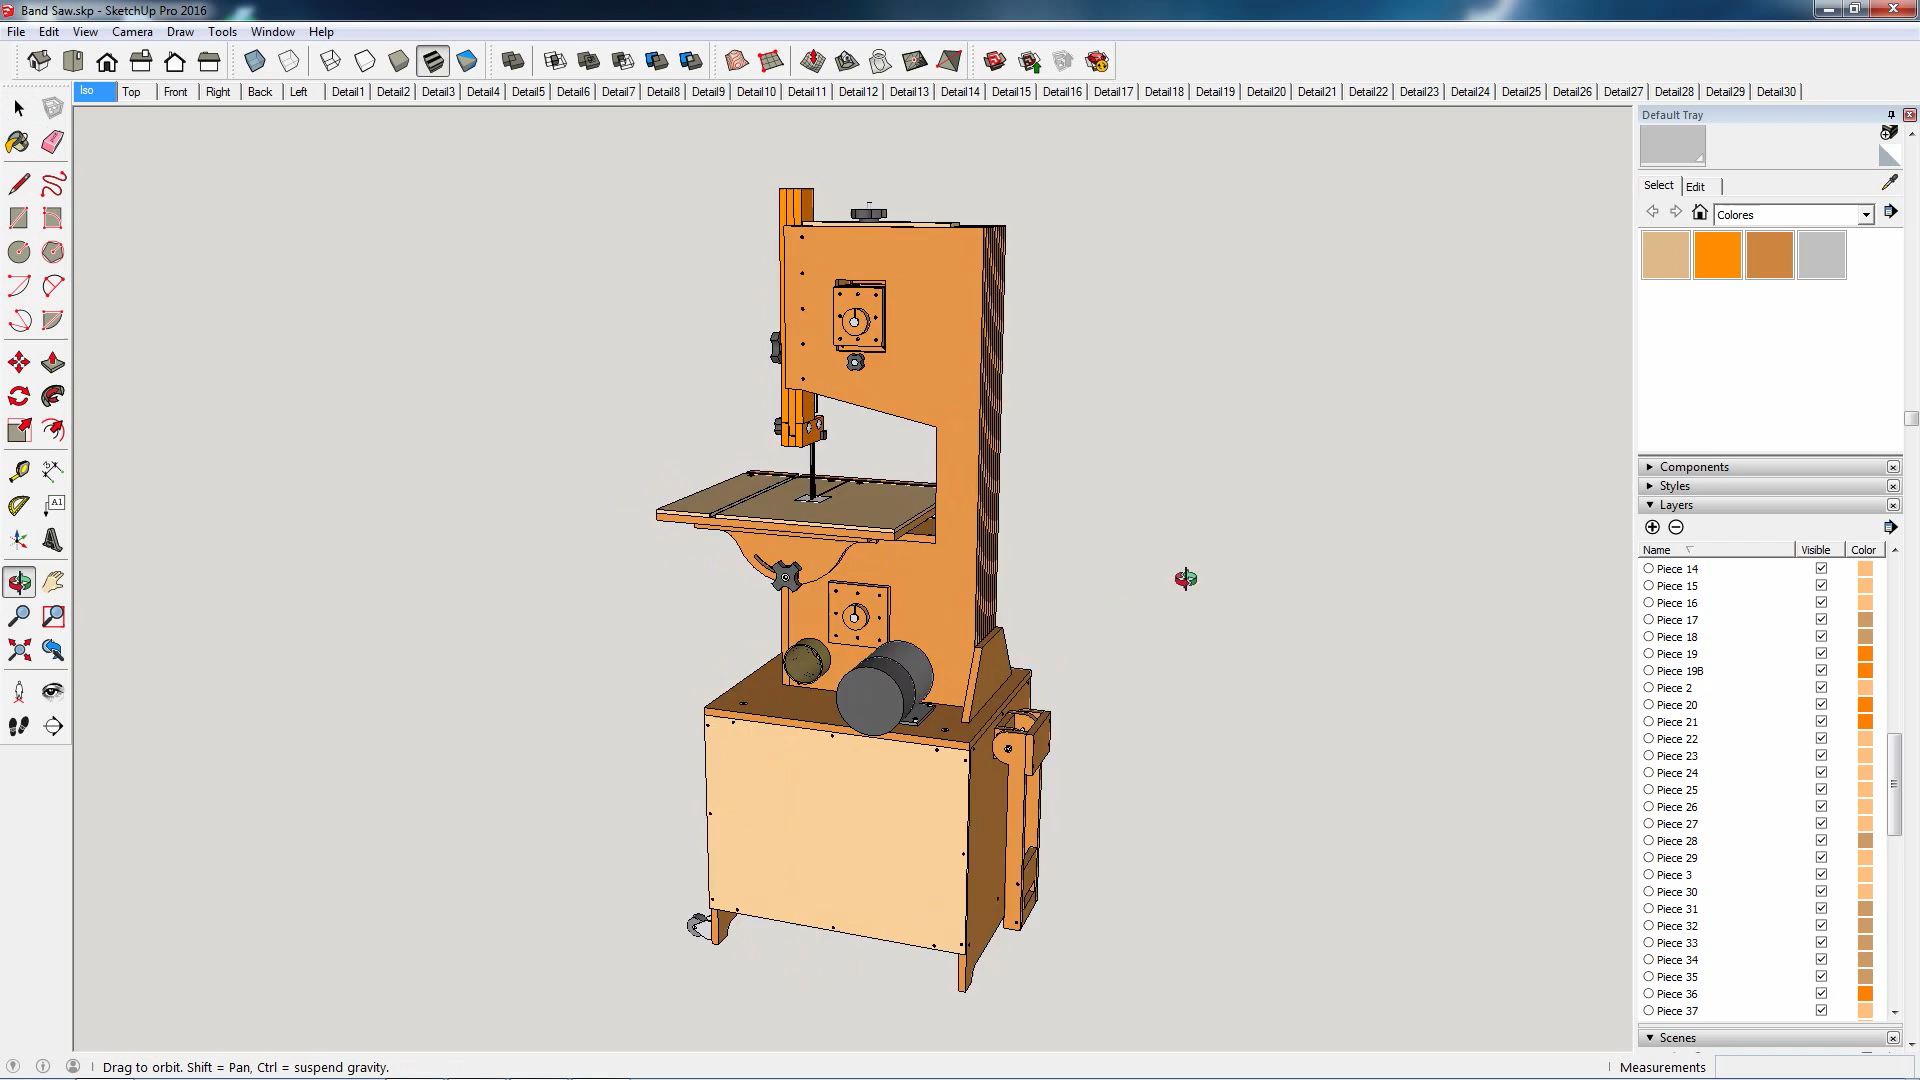 Band Saw.skp - SketchUp Pro 2016
File Edit View Camera Draw Tools Window Help
Iso Top Front Right Back Left Detail1 Detail2 Detail3 Detail4 Detail5 Detail6 Detail7 Detail8 Detail9 Detail10 Detail11 Detail12 Detail13 Detail14 Detail15 Detail16 Detail17 Detail18 Detail19 Detail20 Detail21 Detail22 Detail23 Detail24 Detail25 Detail26 Detail27 Detail28 Detail29 Detail30
Default Tray
Select Edit
Colores
Components
Styles
Layers
Name Visible Color
Piece 14
Piece 15
Piece 16
Piece 17
Piece 18
Piece 19
Piece 19B
Piece 2
Piece 20
Piece 21
Piece 22
Piece 23
Piece 24
Piece 25
Piece 26
Piece 27
Piece 28
Piece 29
Piece 3
Piece 30
Piece 31
Piece 32
Piece 33
Piece 34
Piece 35
Piece 36
Piece 37
Scenes
A1
Drag to orbit. Shift = Pan, Ctrl = suspend gravity.
Measurements